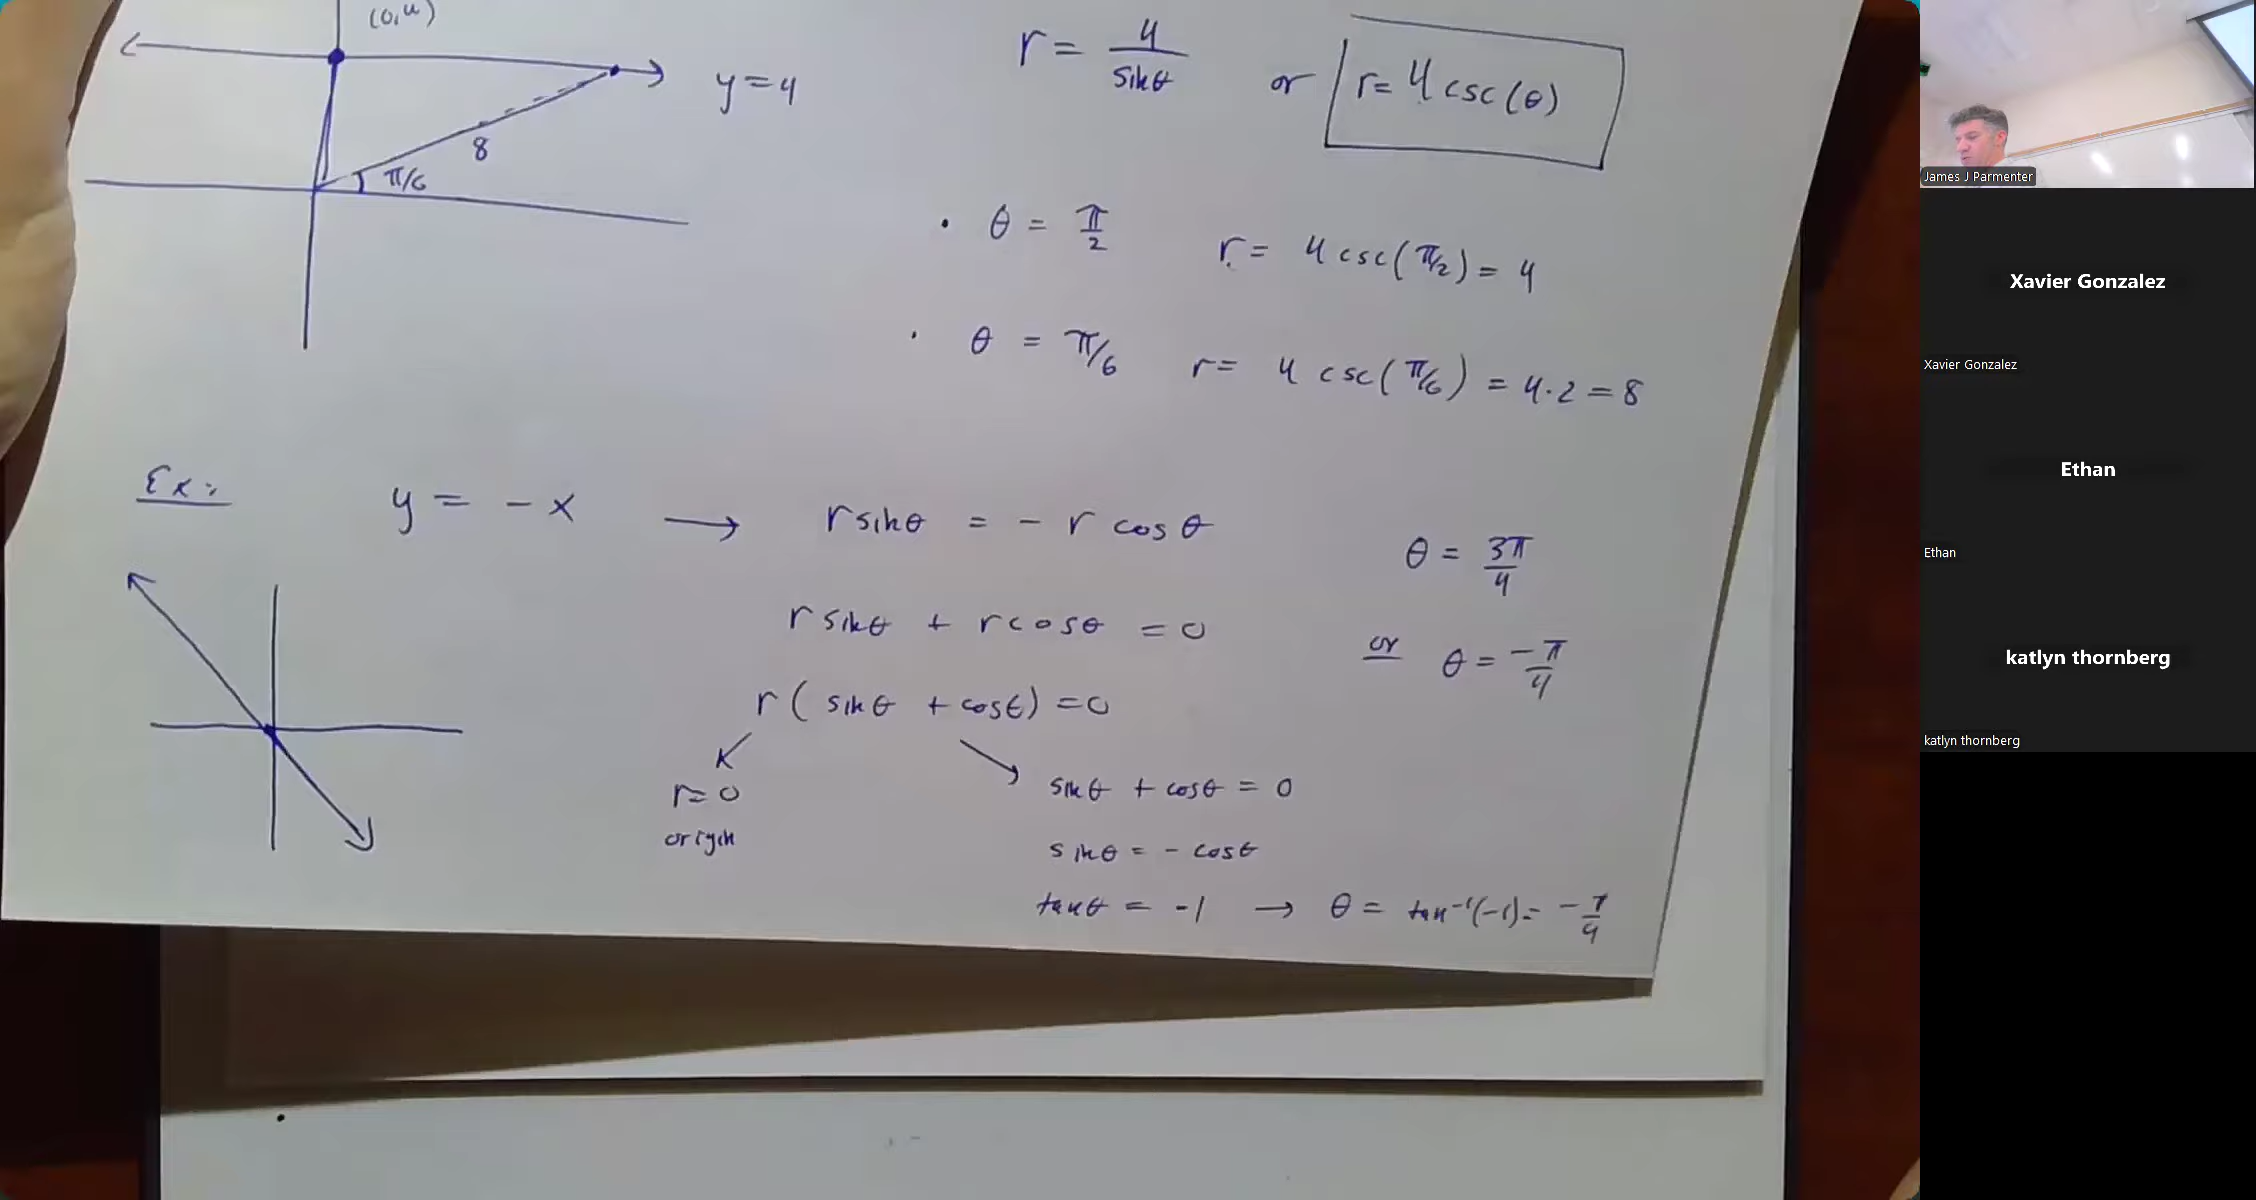 (0,4)
y = 4
8
π/6
r = 4/sinθ or r = 4 csc(θ)
• θ = π/2 r = 4 csc(π/2) = 4
• θ = π/6 r = 4 csc(π/6) = 4·2 = 8
Ex:
y = -x → r sinθ = - r cosθ
θ = 3π/4
r sinθ + r cosθ = 0
or θ = -π/4
r ( sinθ + cosθ) = 0
r = 0
origin
sinθ + cosθ = 0
sinθ = - cosθ
tanθ = -1 → θ = tan⁻¹(-1) = -π/4
James J Parmenter
Xavier Gonzalez
Xavier Gonzalez
Ethan
Ethan
katlyn thornberg
katlyn thornberg